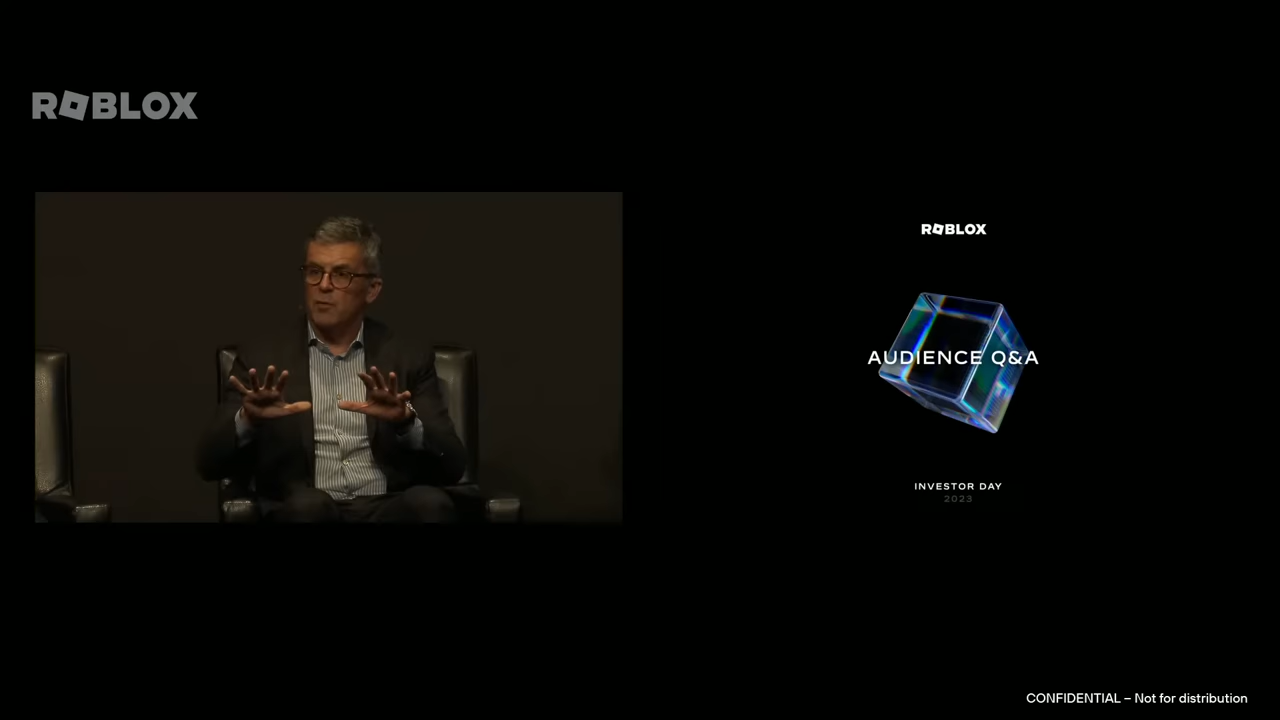 ROBLOX
ROBLOX
AUDIENCE Q&A
INVESTOR DAY
2023
CONFIDENTIAL – Not for distribution